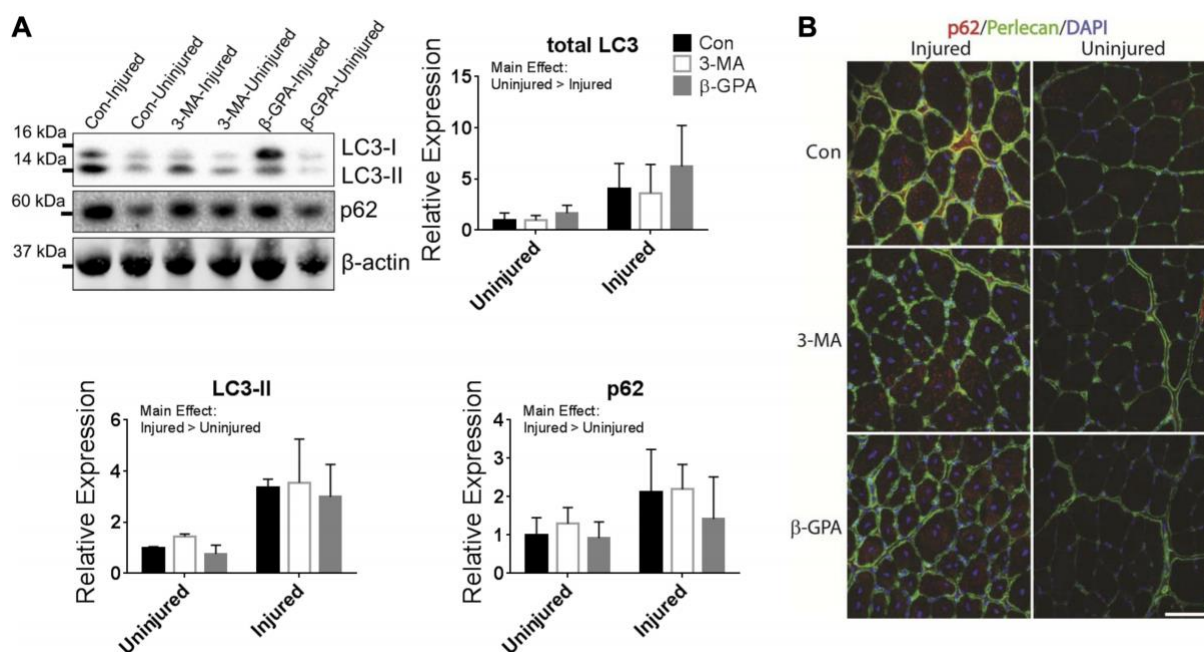 A
Con-Injured
Con-Uninjured
3-MA-Injured
3-MA-Uninjured
β-GPA-Injured
β-GPA-Uninjured
16 kDa
14 kDa
LC3-I
LC3-II
60 kDa
p62
37 kDa
β-actin
total LC3
Main Effect:
Uninjured > Injured
Con
3-MA
β-GPA
Relative Expression
15
10
5
0
Uninjured
Injured
LC3-II
Main Effect:
Injured > Uninjured
Relative Expression
6
4
2
0
Uninjured
Injured
p62
Main Effect:
Injured > Uninjured
Relative Expression
4
3
2
1
0
Uninjured
Injured
B
p62/Perlecan/DAPI
Injured
Uninjured
Con
3-MA
β-GPA